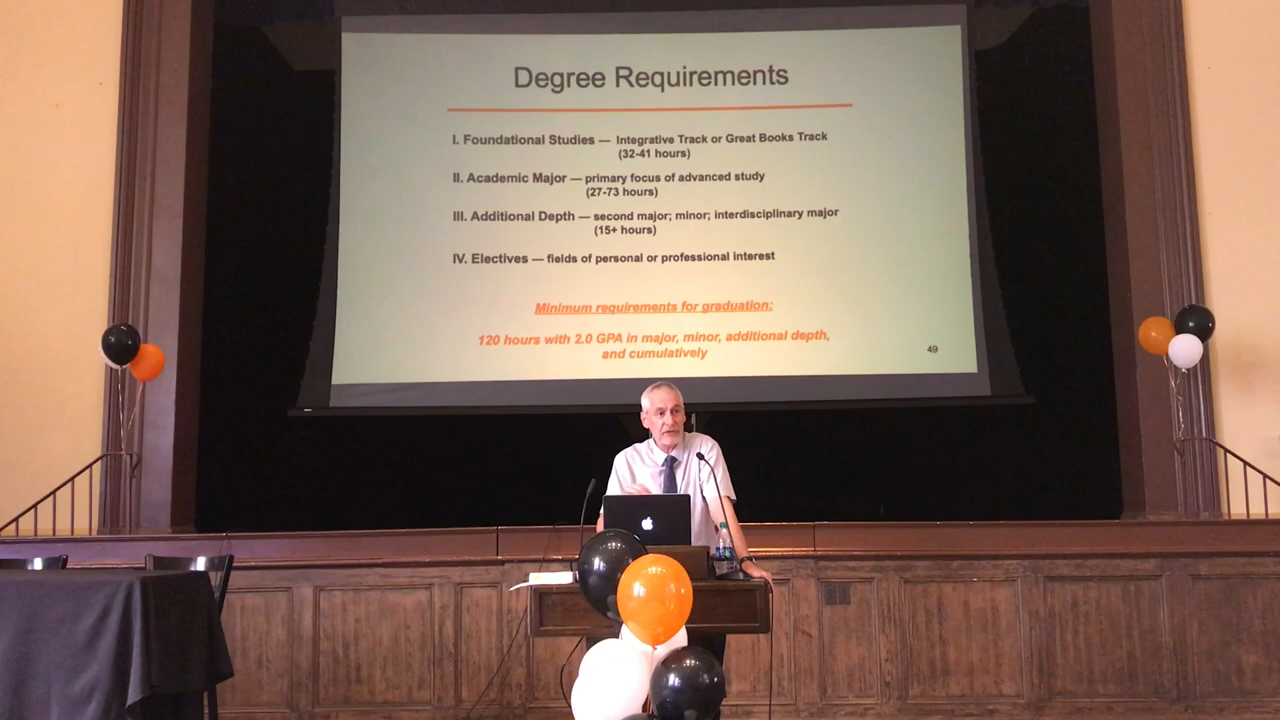 Degree Requirements
I. Foundational Studies — Integrative Track or Great Books Track
(32-41 hours)
II. Academic Major — primary focus of advanced study
(27-73 hours)
III. Additional Depth — second major; minor; interdisciplinary major
(15+ hours)
IV. Electives — fields of personal or professional interest
Minimum requirements for graduation:
120 hours with 2.0 GPA in major, minor, additional depth,
and cumulatively
49